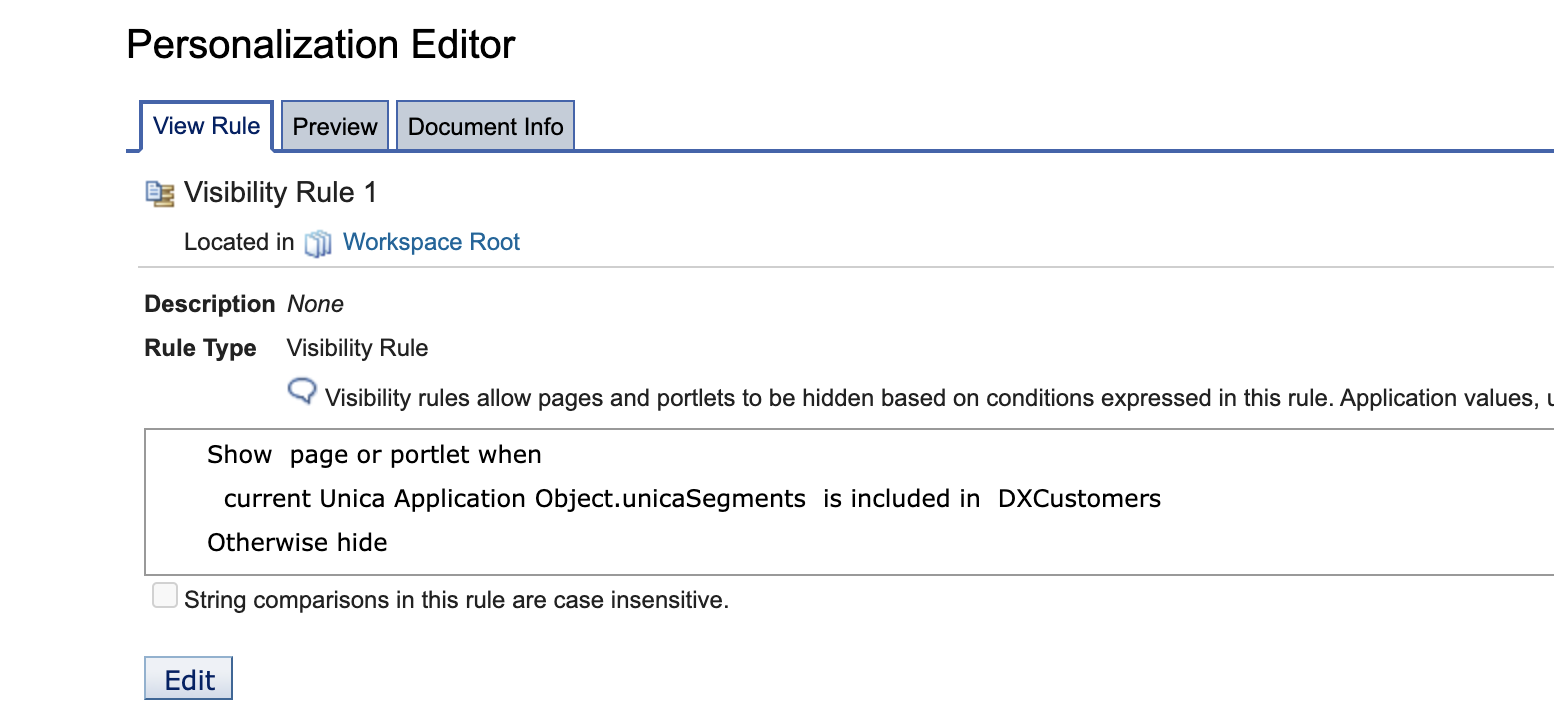 Personalization Editor
View Rule Preview Document Info
Visibility Rule 1
Located in Workspace Root
Description None
Rule Type Visibility Rule
Visibility rules allow pages and portlets to be hidden based on conditions expressed in this rule. Application values,
Show page or portlet when
current Unica Application Object.unicaSegments is included in DXCustomers
Otherwise hide
String comparisons in this rule are case insensitive.
Edit